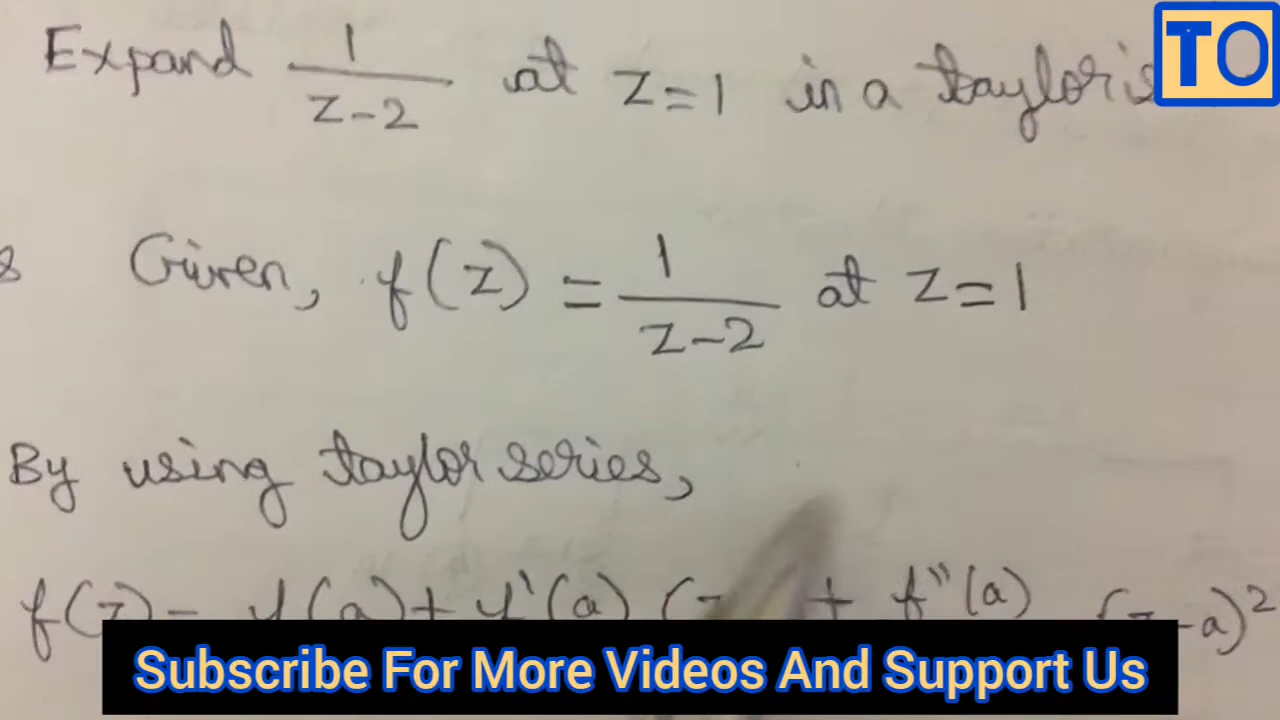 Expand 1/(z-2) at z=1 in a taylor's
TO
Given, f(z) = 1/(z-2) at z=1
By using taylor series,
f(z) = f(a) + f'(a) + f''(a) (z-a)²
Subscribe For More Videos And Support Us